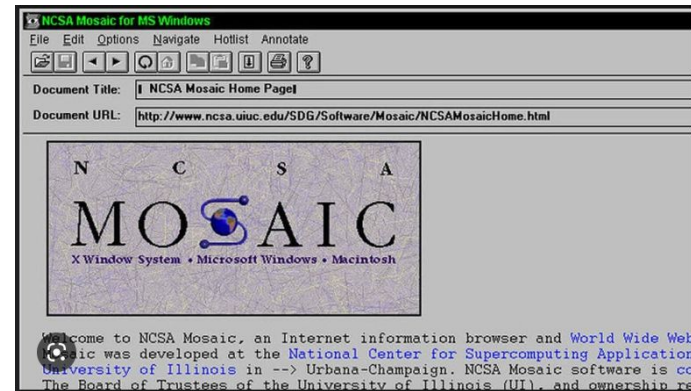 NCSA Mosaic for MS Windows
File Edit Options Navigate Hotlist Annotate
Document Title: NCSA Mosaic Home Page
Document URL: http://www.ncsa.uiuc.edu/SDG/Software/Mosaic/NCSAMosaicHome.html
N C S A
MOSAIC
X Window System • Microsoft Windows • Macintosh
Welcome to NCSA Mosaic, an Internet information browser and World Wide Web
Mosaic was developed at the National Center for Supercomputing Application
University of Illinois in --> Urbana-Champaign. NCSA Mosaic software is co
The Board of Trustees of the University of Illinois (UI), and ownership